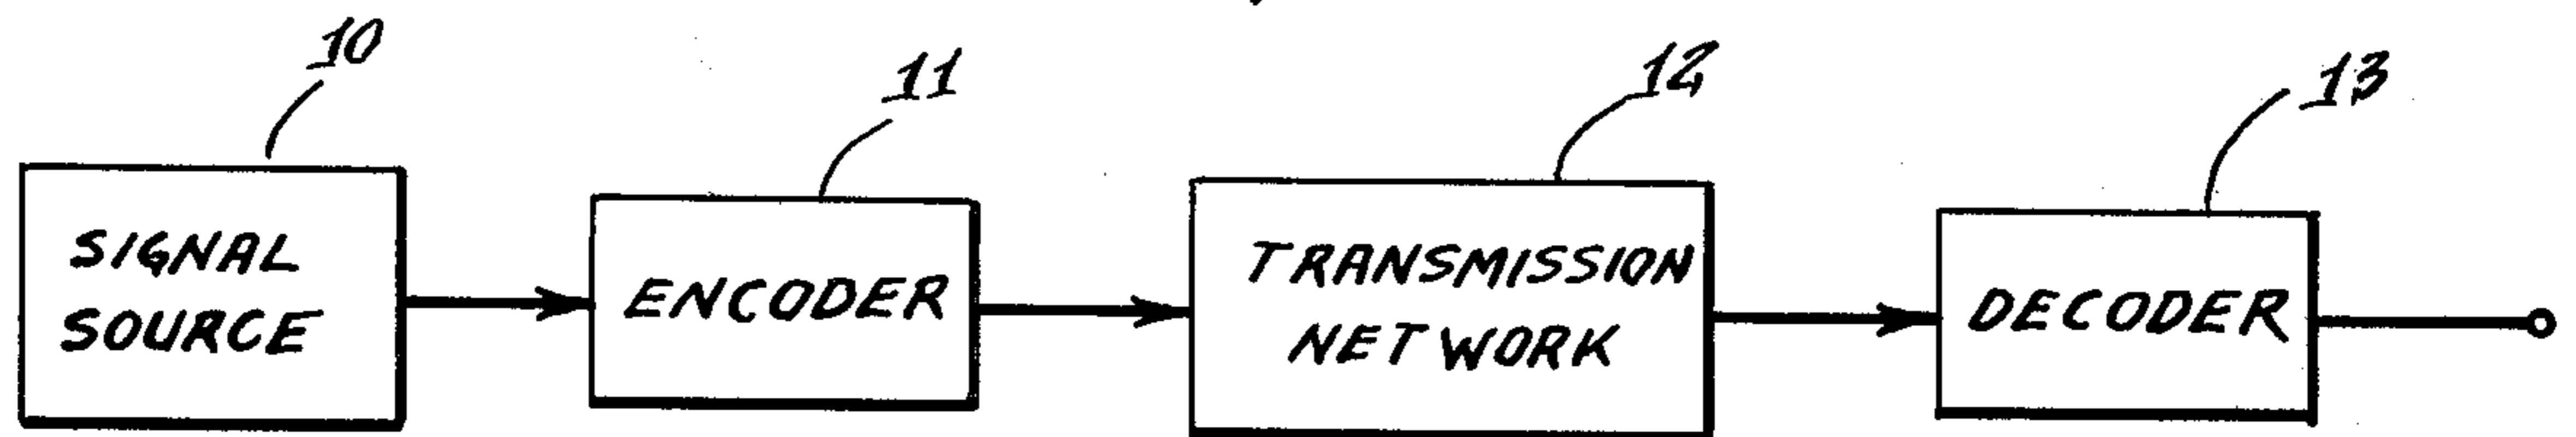 10
11
12
13
SIGNAL
SOURCE
ENCODER
TRANSMISSION
NETWORK
DECODER